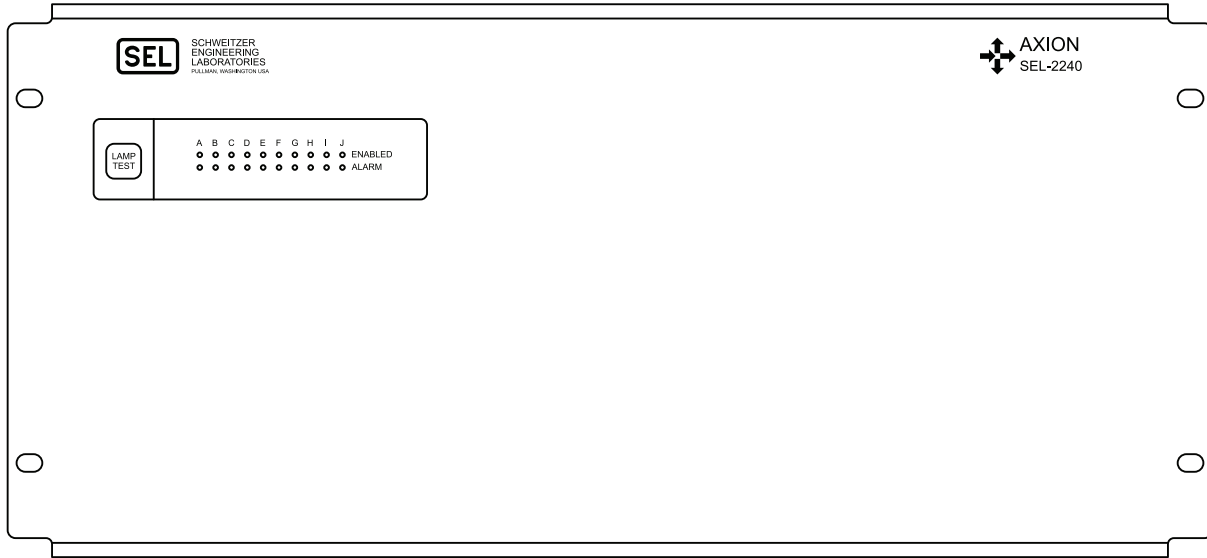 SEL
SCHWEITZER
ENGINEERING
LABORATORIES
PULLMAN, WASHINGTON USA
AXION
SEL-2240
LAMP
TEST
A B C D E F G H I J
ENABLED
ALARM